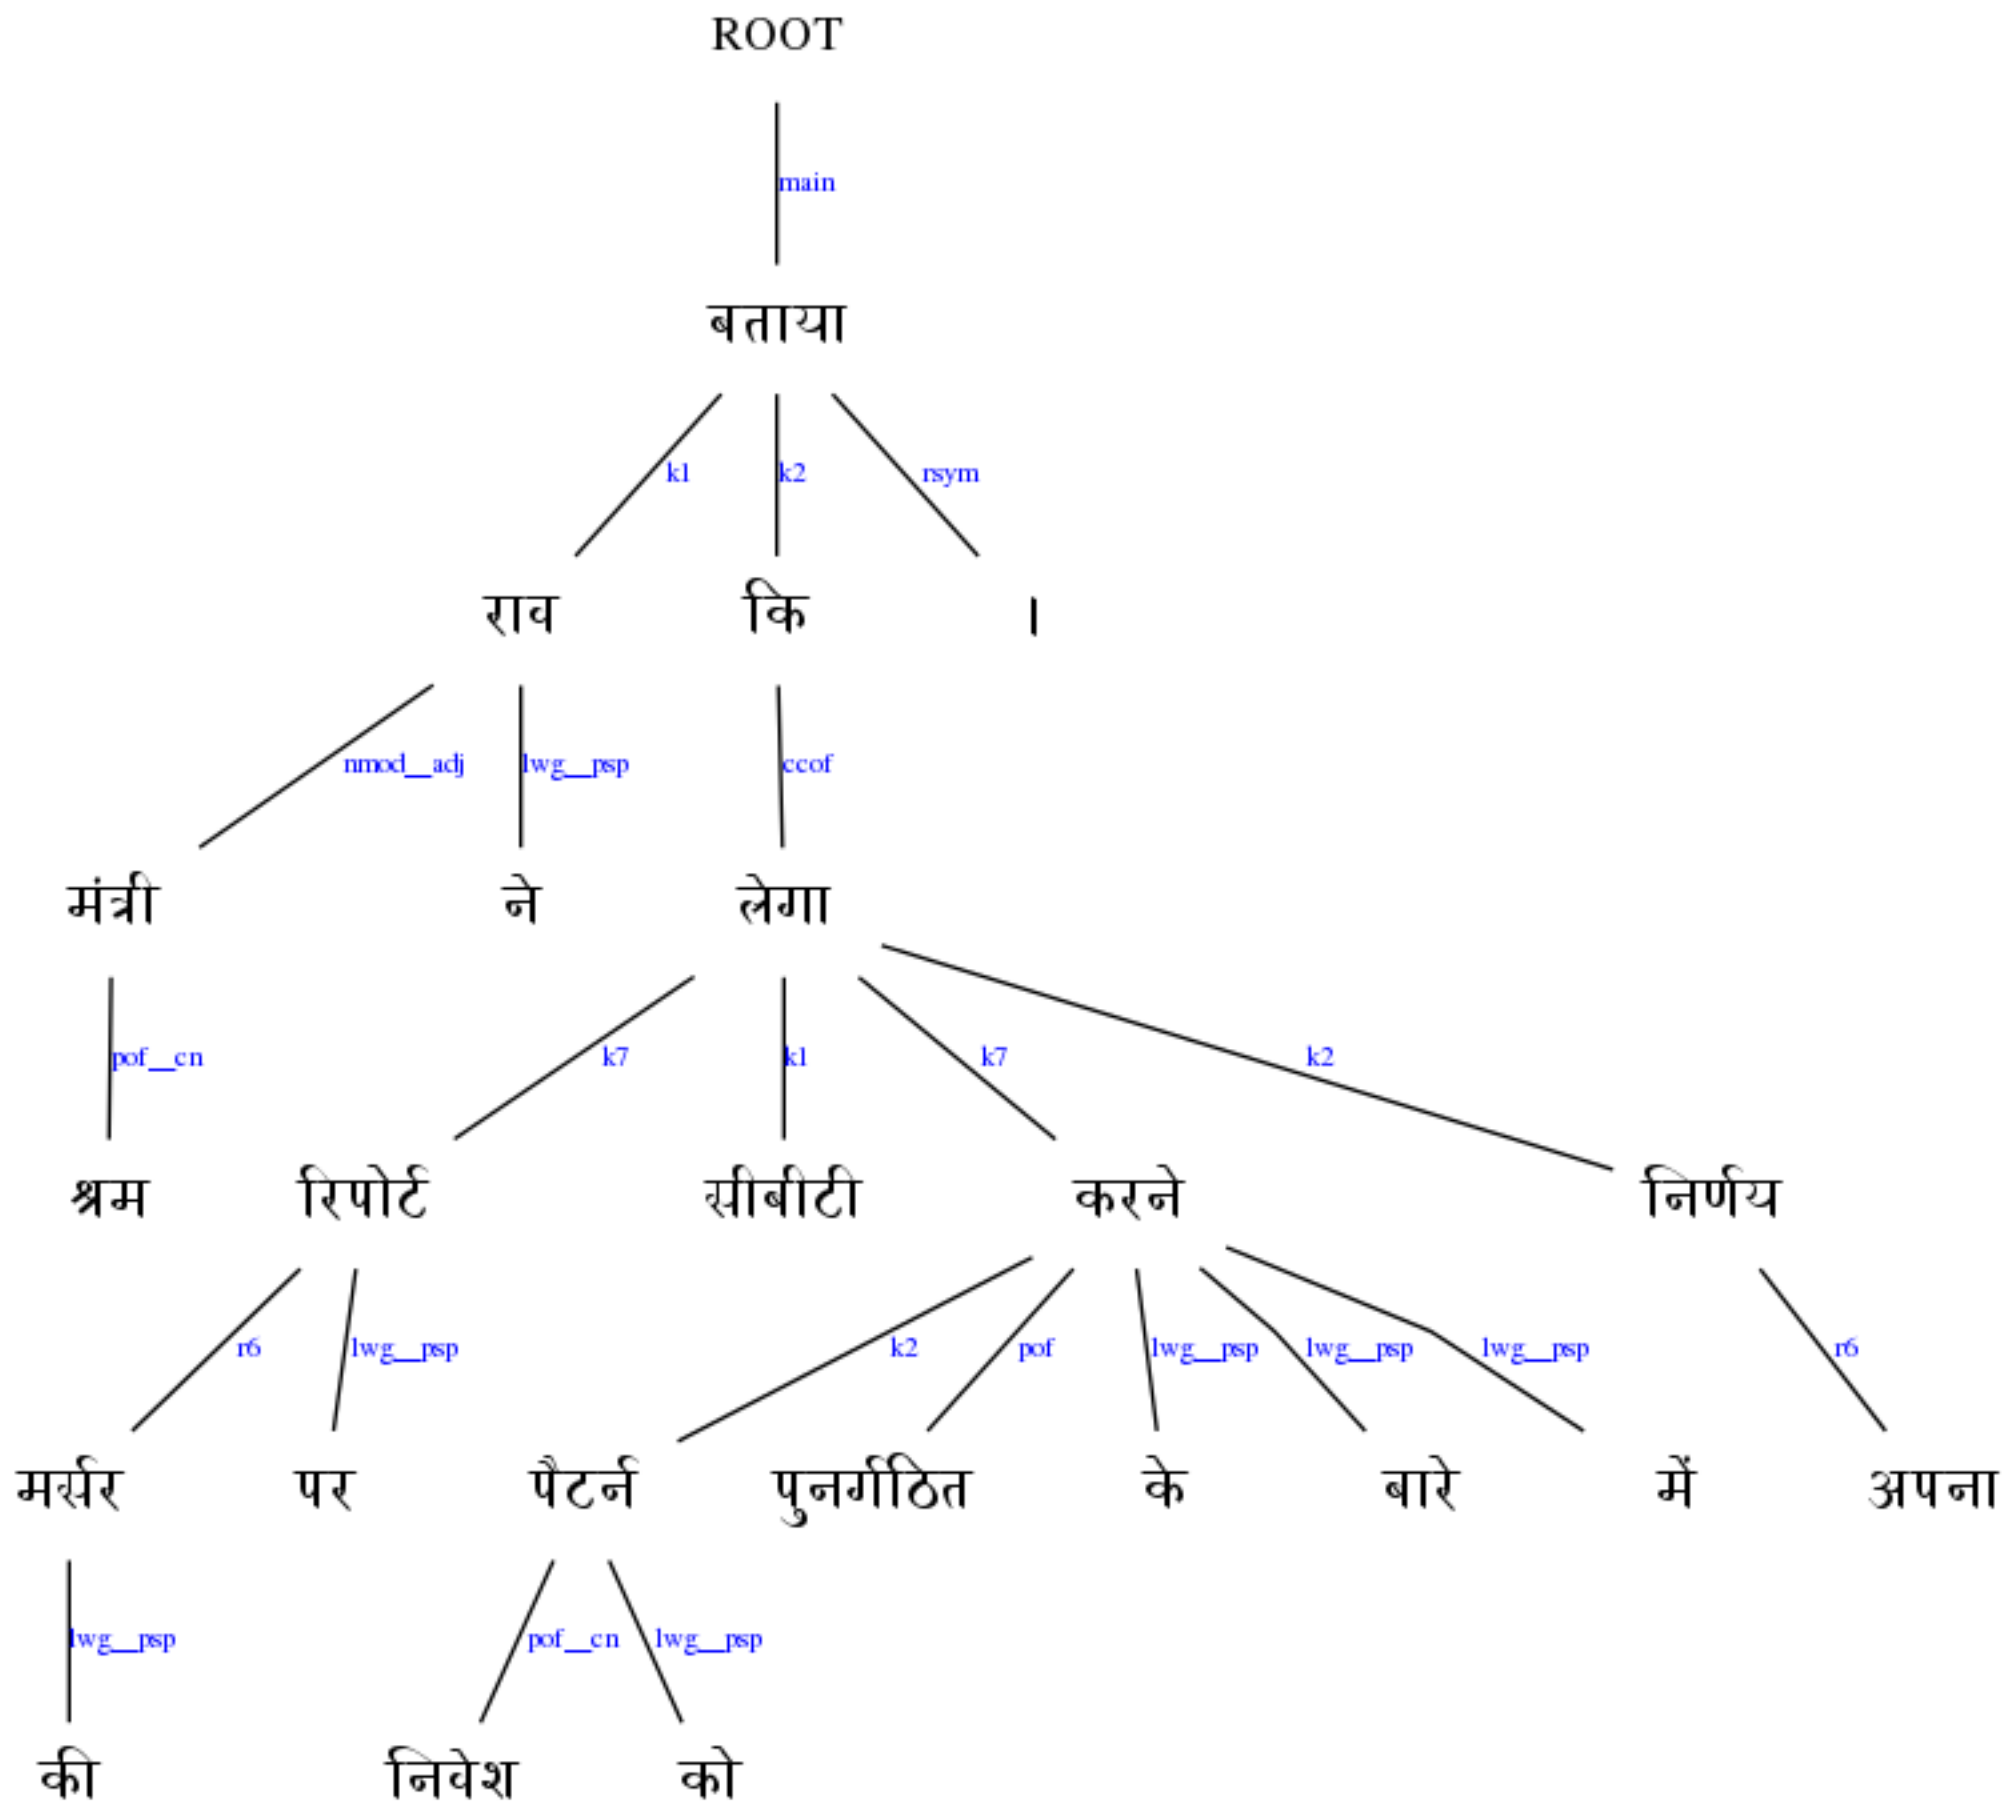 ROOT
main
बताया
k1 k2 rsym
राव कि ।
nmod__adj lwg__psp ccof
मंत्री ने लेगा
pof__cn k7 k1 k7 k2
श्रम रिपोर्ट सीबीटी करने निर्णय
r6 lwg__psp k2 pof lwg__psp lwg__psp lwg__psp r6
मर्सर पर पैटर्न पुनर्गठित के बारे में अपना
lwg__psp pof__cn lwg__psp
की निवेश को